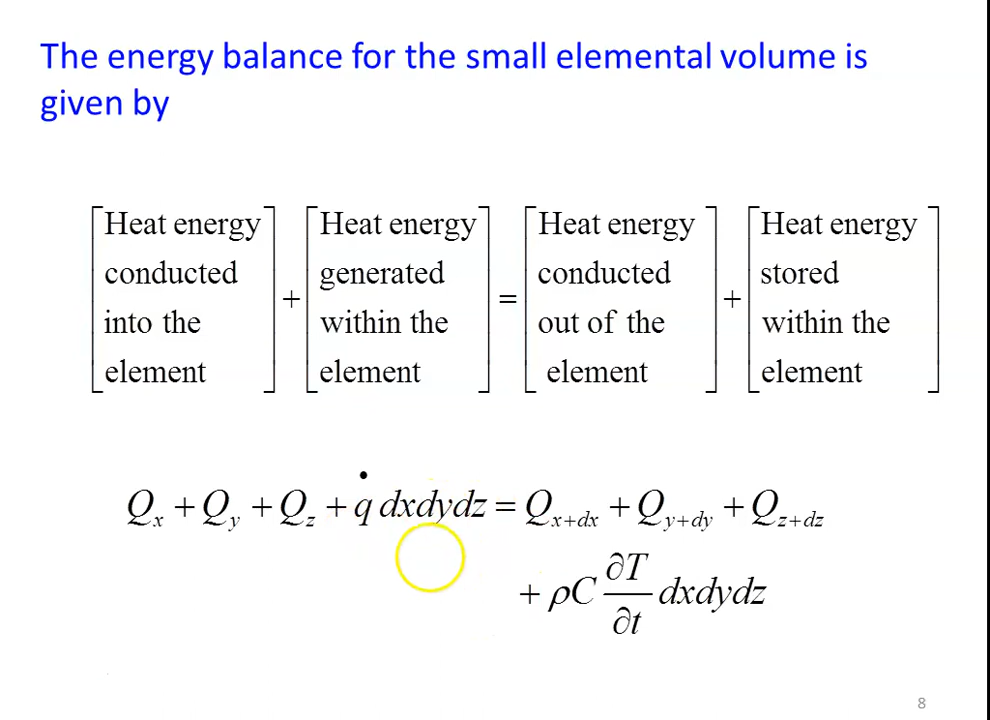 The energy balance for the small elemental volume is
given by
[Heat energy conducted into the element] + [Heat energy generated within the element] = [Heat energy conducted out of the element] + [Heat energy stored within the element]
Qₓ + Q_y + Q_z + q̇ dxdydz = Q_{x+dx} + Q_{y+dy} + Q_{z+dz}
+ ρC ∂T/∂t dxdydz
8